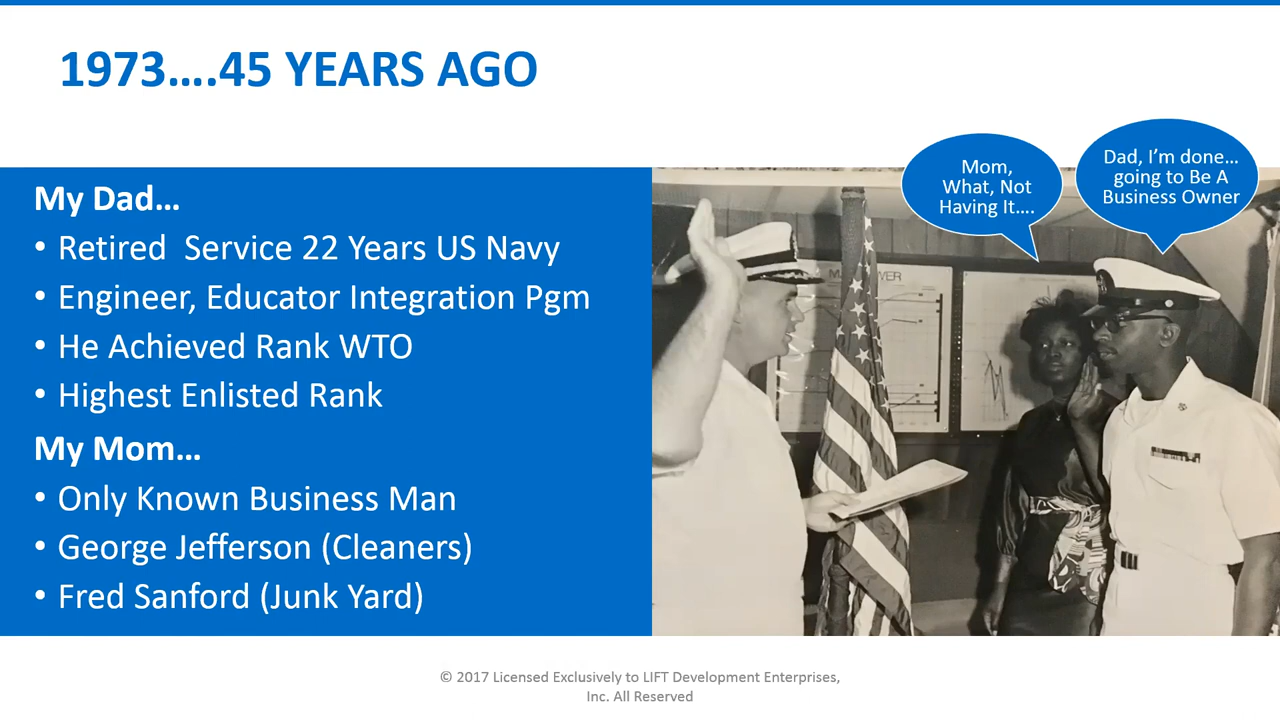 1973....45 YEARS AGO
Mom,
What, Not
Having It....
Dad, I'm done...
going to Be A
Business Owner
My Dad...
• Retired  Service 22 Years US Navy
• Engineer, Educator Integration Pgm
• He Achieved Rank WTO
• Highest Enlisted Rank
My Mom...
• Only Known Business Man
• George Jefferson (Cleaners)
• Fred Sanford (Junk Yard)
© 2017 Licensed Exclusively to LIFT Development Enterprises,
Inc. All Reserved